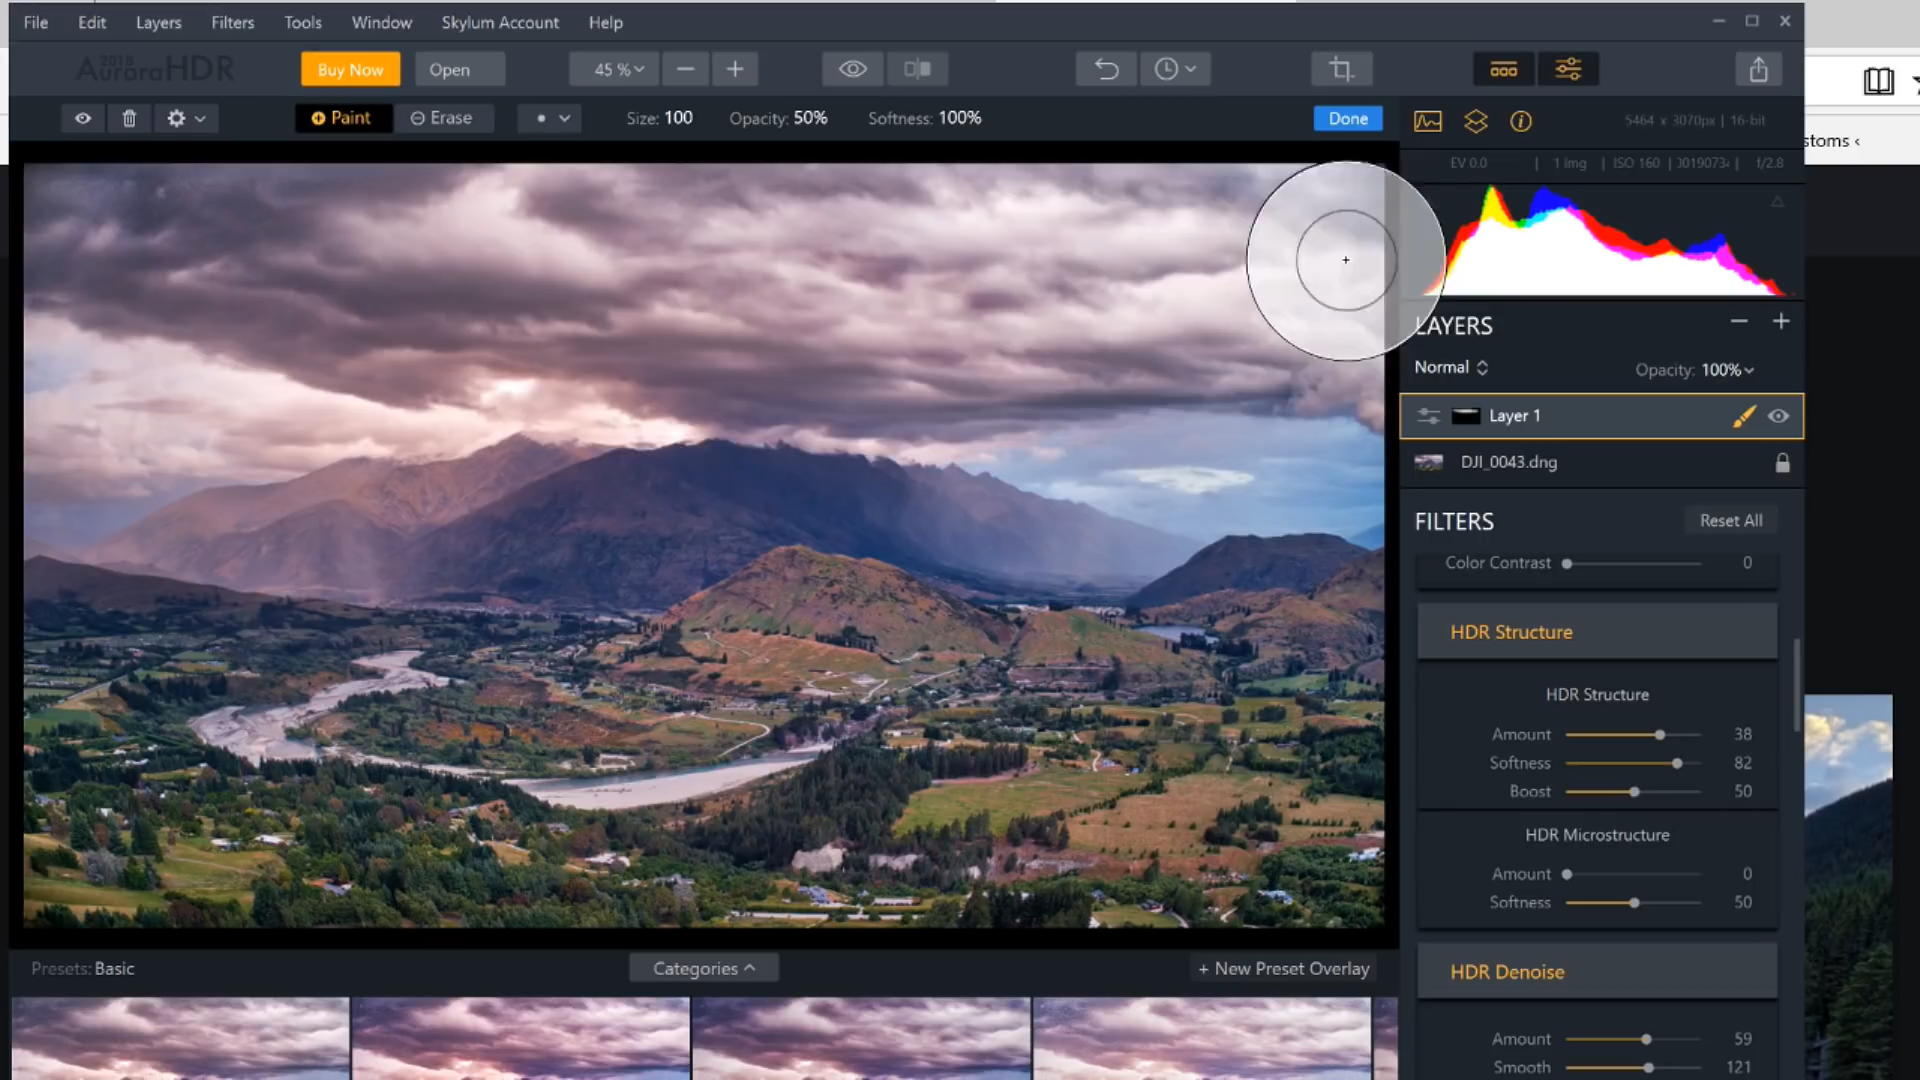 File Edit Layers Filters Tools Window Skylum Account Help
2018
AuroraHDR Buy Now Open 45 %
Paint Erase Size: 100 Opacity: 50% Softness: 100% Done
5464 x 3070px | 16-bit
stoms ‹
EV 0.0 | 1 img | ISO 160 | | f/2.8
LAYERS
Normal Opacity: 100%
Layer 1
DJI_0043.dng
FILTERS Reset All
Color Contrast 0
HDR Structure
HDR Structure
Amount 38
Softness 82
Boost 50
HDR Microstructure
Amount 0
Softness 50
HDR Denoise
Amount 59
Smooth 121
Presets: Basic Categories + New Preset Overlay